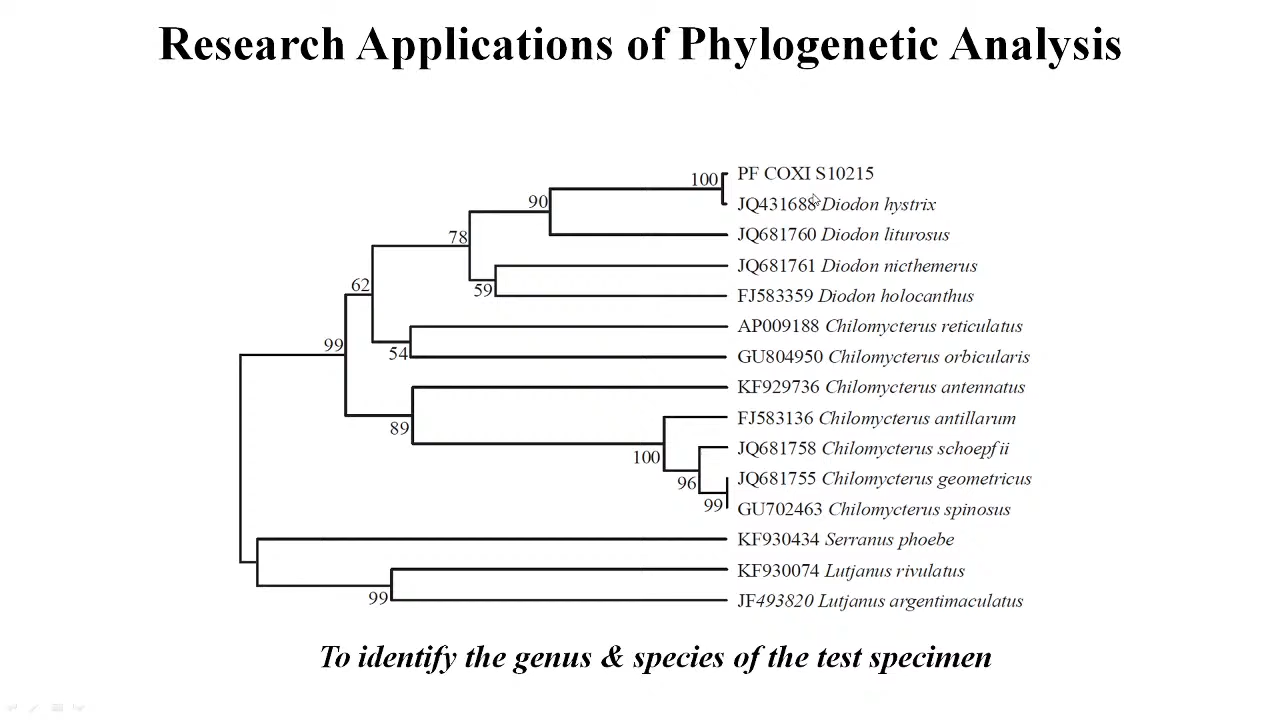 Research Applications of Phylogenetic Analysis
100 PF COXI S10215
90 JQ431688 Diodon hystrix
78 JQ681760 Diodon liturosus
JQ681761 Diodon nicthemerus
59 FJ583359 Diodon holocanthus
62
AP009188 Chilomycterus reticulatus
99 54 GU804950 Chilomycterus orbicularis
KF929736 Chilomycterus antennatus
89 FJ583136 Chilomycterus antillarum
100 JQ681758 Chilomycterus schoepfii
96 JQ681755 Chilomycterus geometricus
99 GU702463 Chilomycterus spinosus
KF930434 Serranus phoebe
KF930074 Lutjanus rivulatus
99 JF493820 Lutjanus argentimaculatus
To identify the genus & species of the test specimen